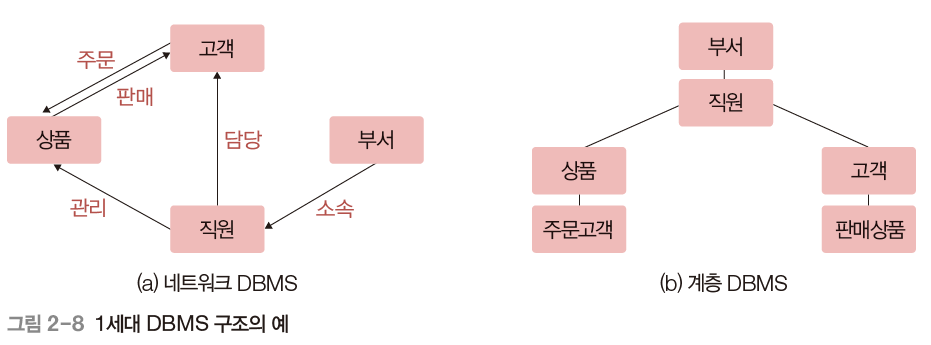 고객
주문
판매
상품
담당
부서
관리
직원
소속
(a) 네트워크 DBMS
부서
직원
상품
고객
주문고객
판매상품
(b) 계층 DBMS
그림 2-8 1세대 DBMS 구조의 예